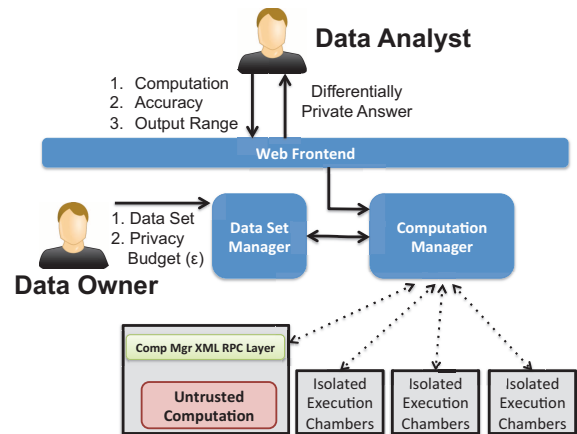 Data Analyst
1. Computation
2. Accuracy
3. Output Range
Differentially
Private Answer
Web Frontend
1. Data Set
2. Privacy
Budget (ε)
Data Owner
Data Set
Manager
Computation
Manager
Comp Mgr XML RPC Layer
Untrusted
Computation
Isolated
Execution
Chambers
Isolated
Execution
Chambers
Isolated
Execution
Chambers